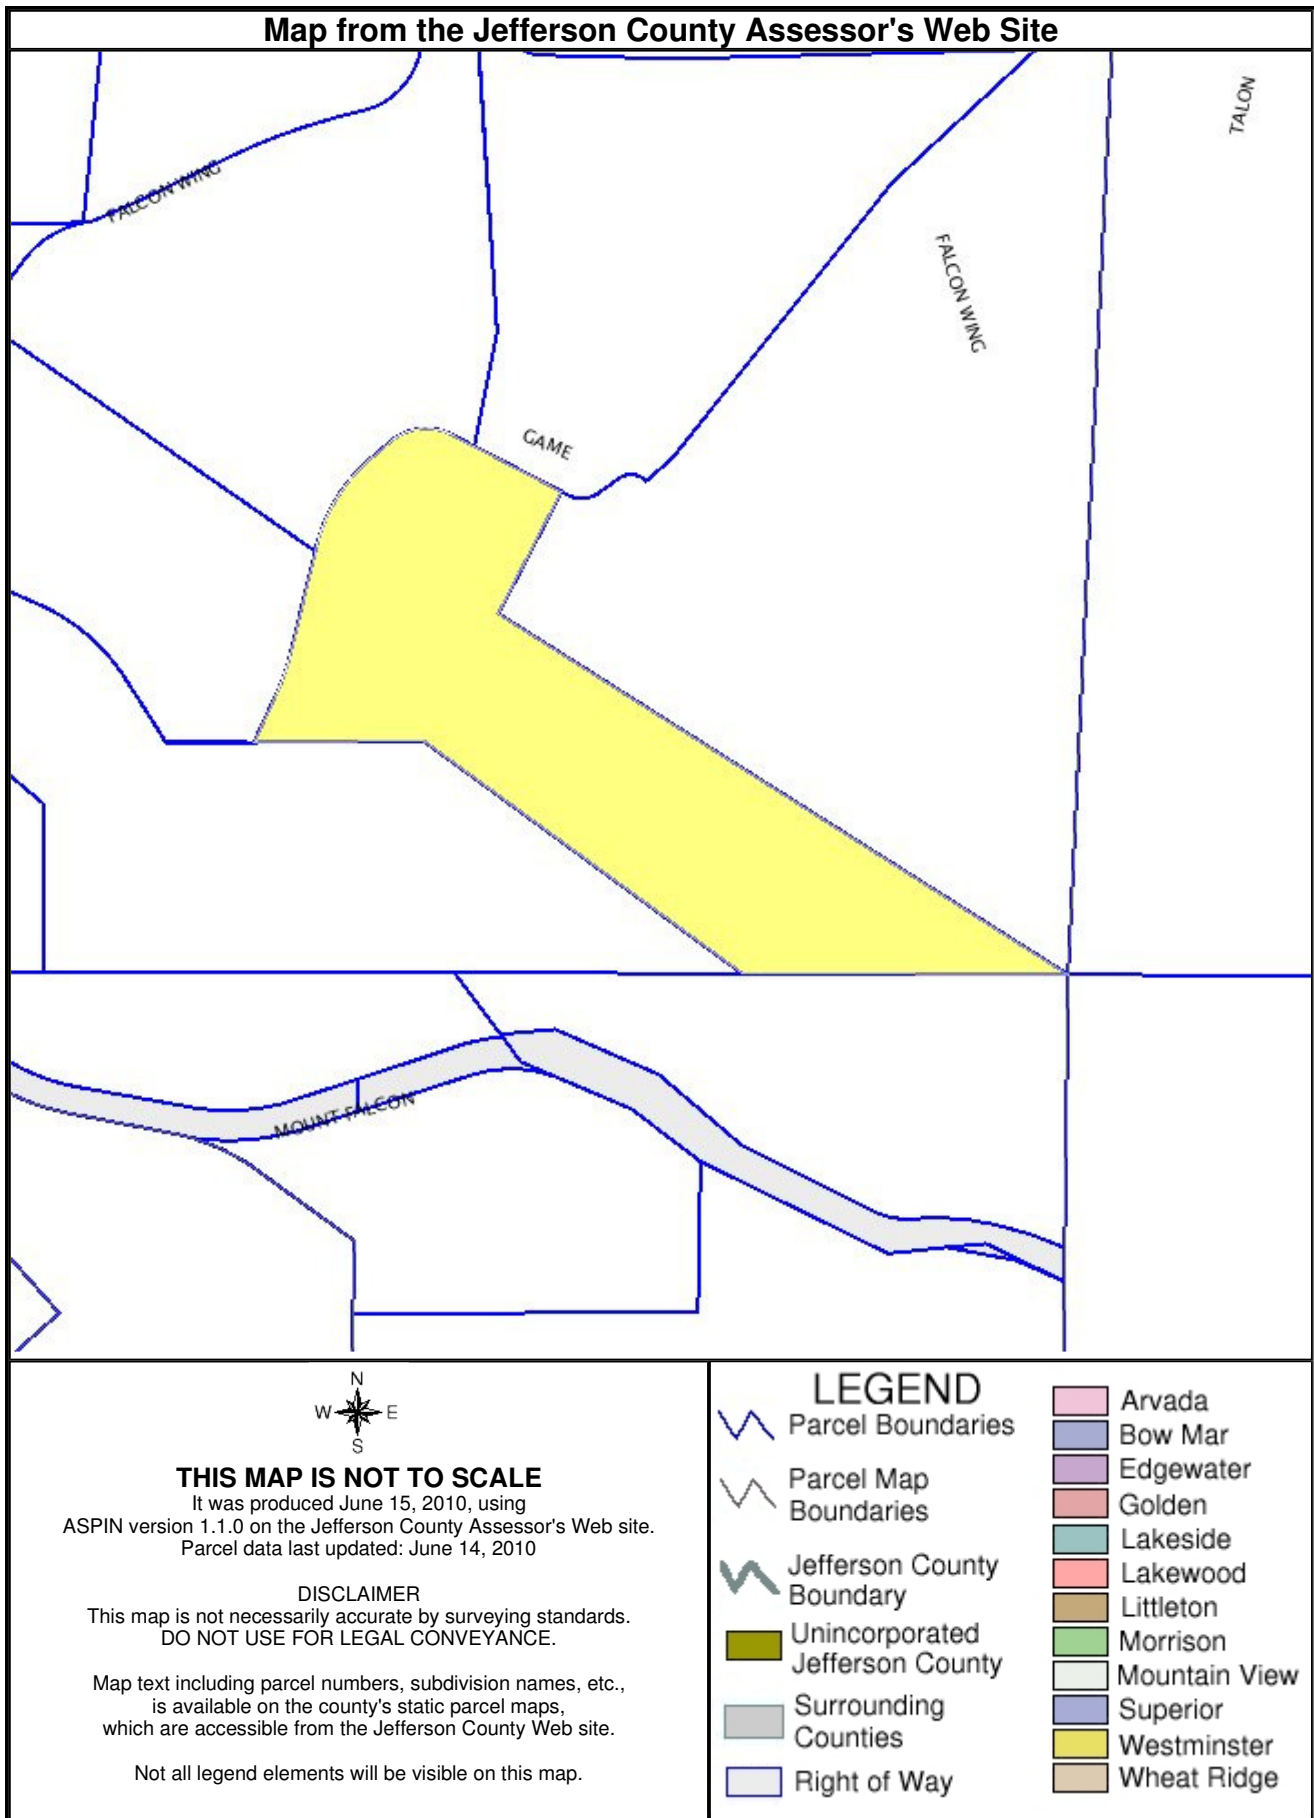 Map from the Jefferson County Assessor's Web Site
TALON
FALCON WING
FALCON WING
GAME
MOUNT FALCON
N
W E
S
THIS MAP IS NOT TO SCALE
It was produced June 15, 2010, using
ASPIN version 1.1.0 on the Jefferson County Assessor's Web site.
Parcel data last updated: June 14, 2010
DISCLAIMER
This map is not necessarily accurate by surveying standards.
DO NOT USE FOR LEGAL CONVEYANCE.
Map text including parcel numbers, subdivision names, etc.,
is available on the county's static parcel maps,
which are accessible from the Jefferson County Web site.
Not all legend elements will be visible on this map.
LEGEND
Parcel Boundaries
Parcel Map
Boundaries
Jefferson County
Boundary
Unincorporated
Jefferson County
Surrounding
Counties
Right of Way
Arvada
Bow Mar
Edgewater
Golden
Lakeside
Lakewood
Littleton
Morrison
Mountain View
Superior
Westminster
Wheat Ridge